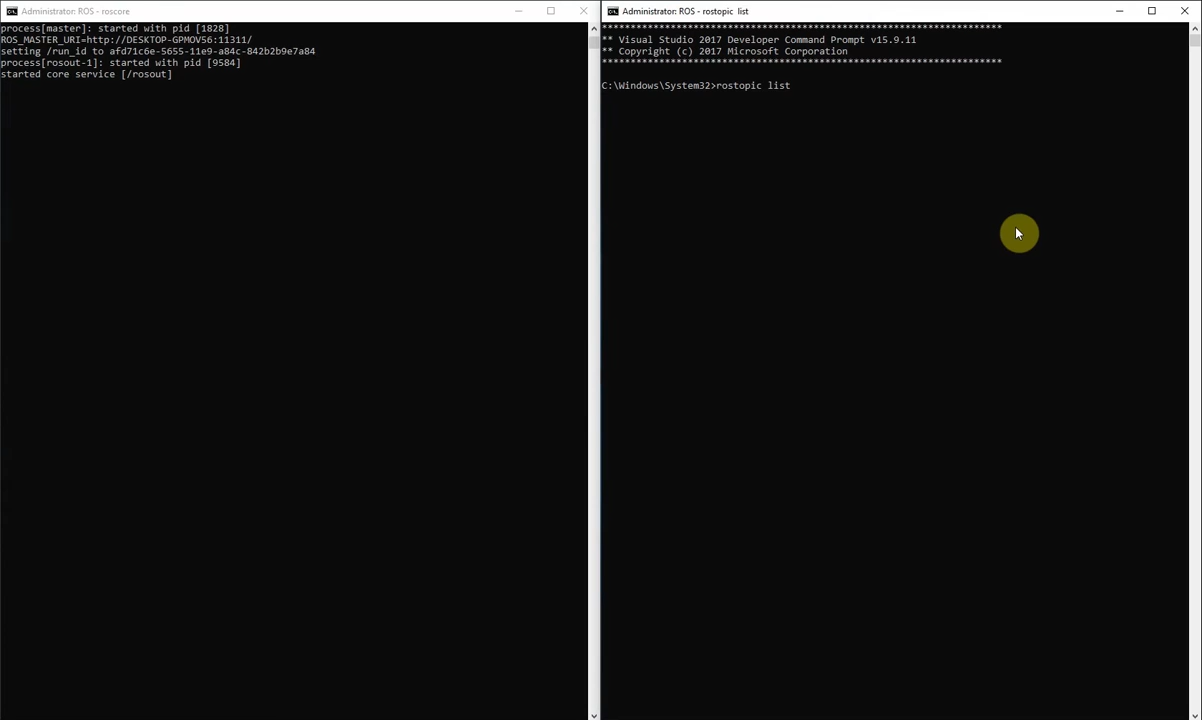 Administrator: ROS - roscore
process[master]: started with pid [1828]
ROS_MASTER_URI=http://DESKTOP-GPMOV56:11311/
setting /run_id to afd71c6e-5655-11e9-a84c-842b2b9e7a84
process[rosout-1]: started with pid [9584]
started core service [/rosout]
Administrator: ROS - rostopic  list
**********************************************************************
** Visual Studio 2017 Developer Command Prompt v15.9.11
** Copyright (c) 2017 Microsoft Corporation
**********************************************************************
C:\Windows\System32>rostopic list